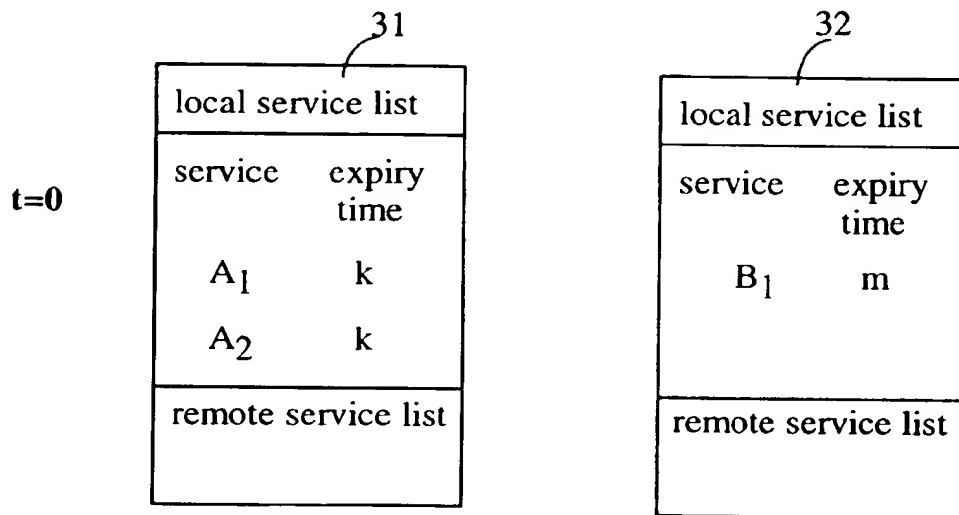 31
local service list
service expiry
time
A1 k
A2 k
remote service list
t=0
32
local service list
service expiry
time
B1 m
remote service list